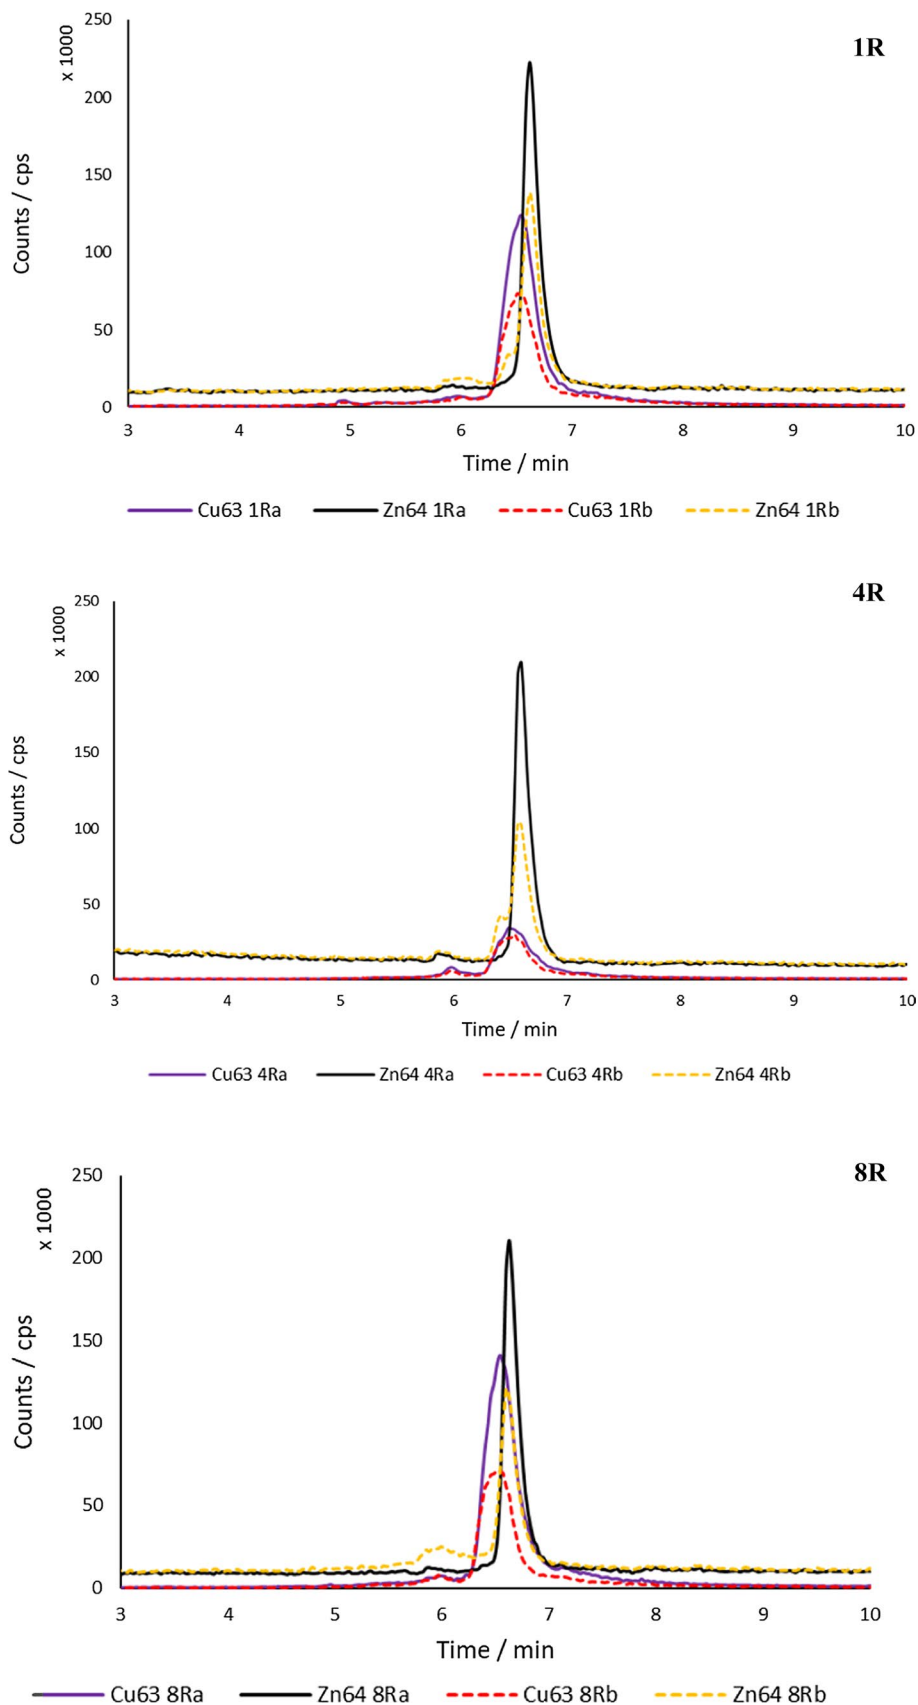 1R
x 1000
Counts / cps
250
200
150
100
50
0
3 4 5 6 7 8 9 10
Time / min
Cu63 1Ra Zn64 1Ra Cu63 1Rb Zn64 1Rb
4R
x 1000
Counts / cps
250
200
150
100
50
0
3 4 5 6 7 8 9 10
Time / min
Cu63 4Ra Zn64 4Ra Cu63 4Rb Zn64 4Rb
8R
x 1000
Counts / cps
250
200
150
100
50
0
3 4 5 6 7 8 9 10
Time / min
Cu63 8Ra Zn64 8Ra Cu63 8Rb Zn64 8Rb